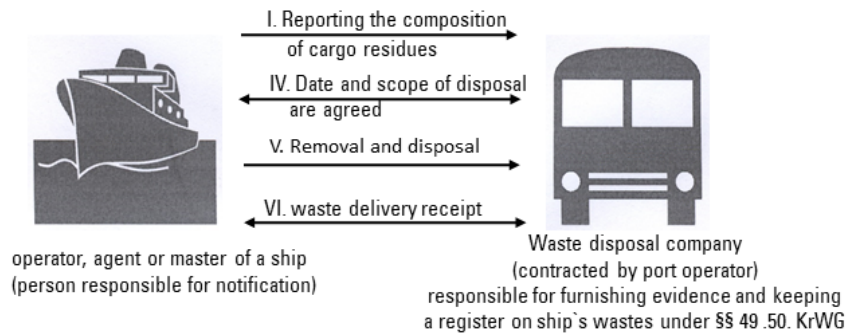 I. Reporting the composition
of cargo residues
IV. Date and scope of disposal
are agreed
V. Removal and disposal
VI. waste delivery receipt
operator, agent or master of a ship
(person responsible for notification)
Waste disposal company
(contracted by port operator)
responsible for furnishing evidence and keeping
a register on ship`s wastes under §§ 49 .50. KrWG